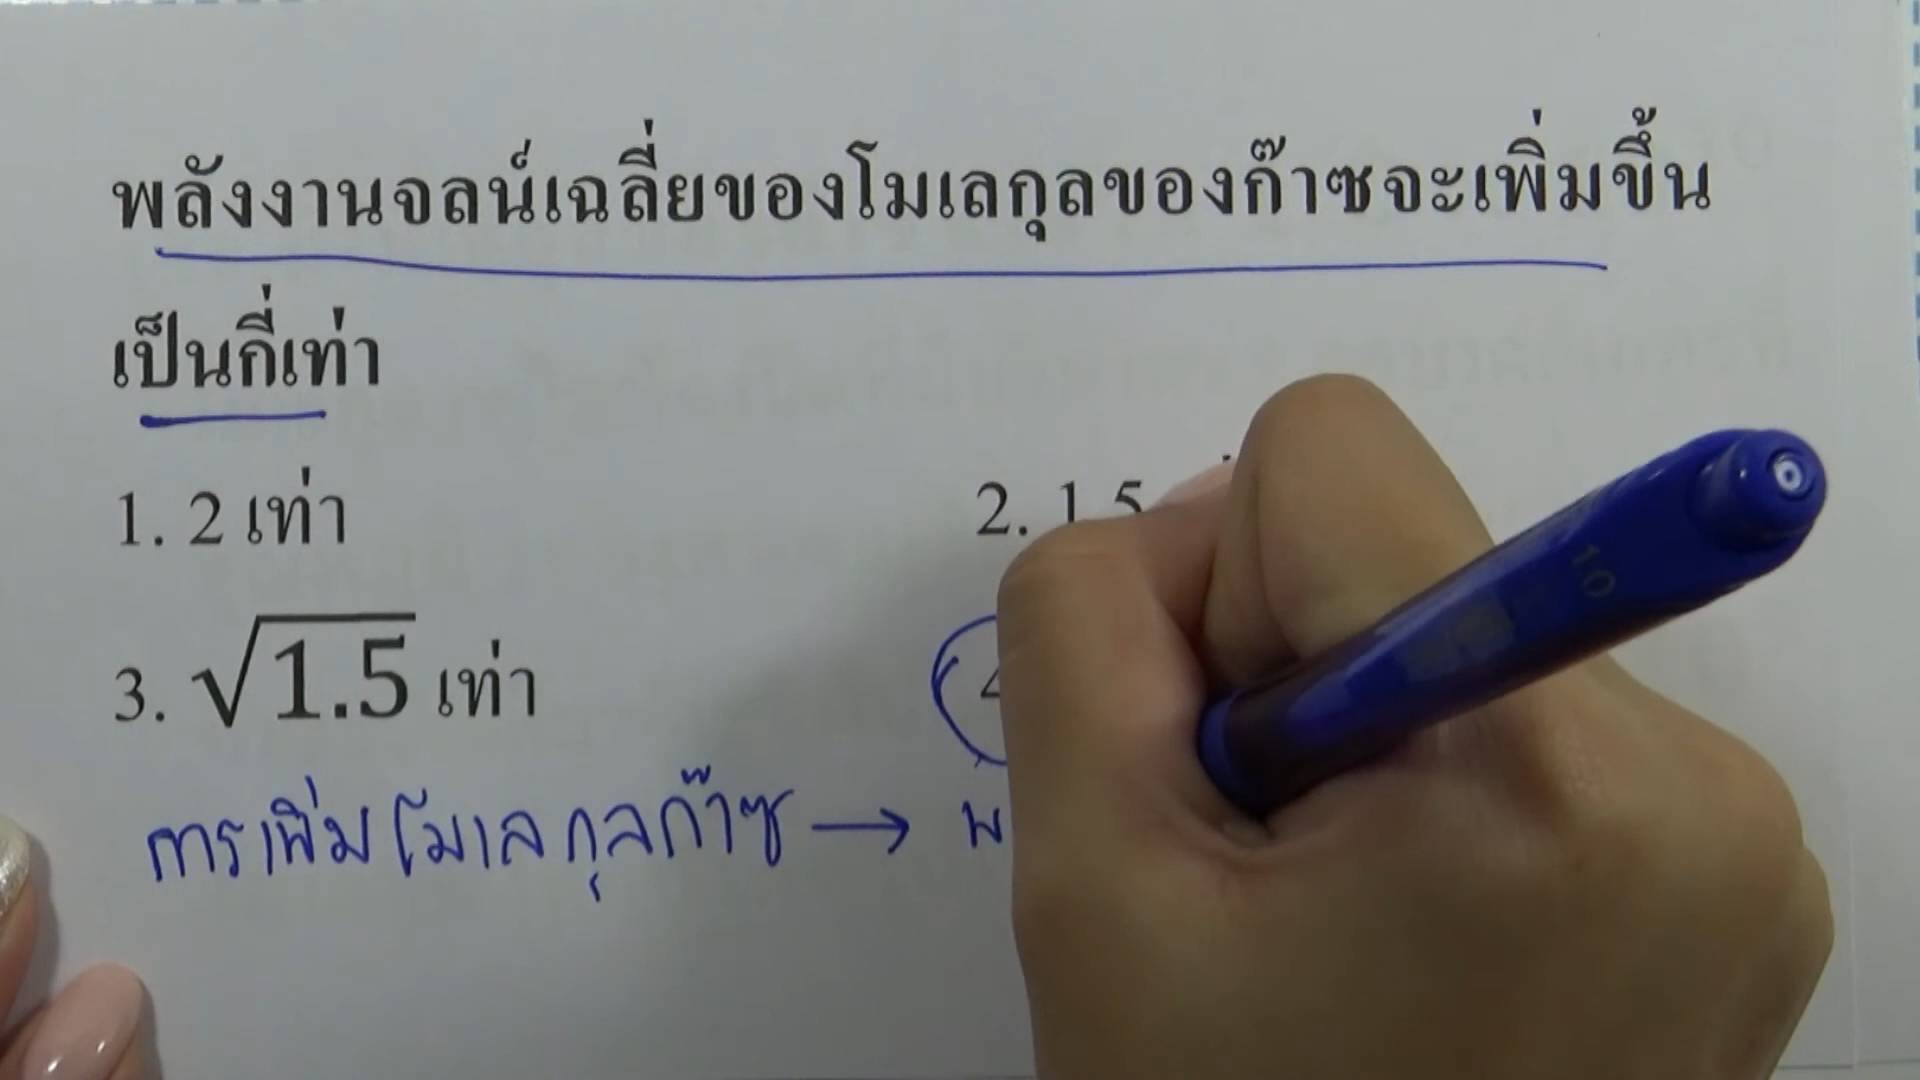 พลังงานจลน์เฉลี่ยของโมเลกุลของก๊าซจะเพิ่มขึ้น
เป็นกี่เท่า
1. 2 เท่า
2. 1.5
3. √1.5 เท่า
การเพิ่มโมเลกุลก๊าซ → พ
1.0